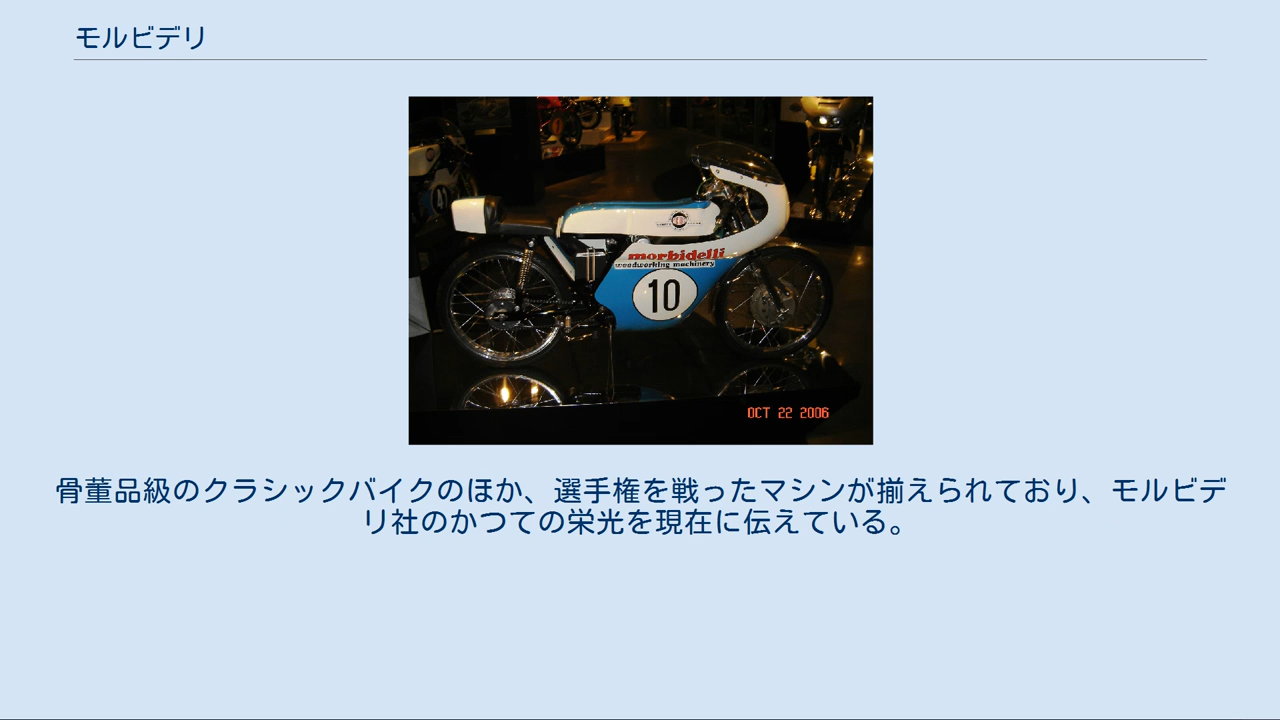 モルビデリ
morbidelli
woodworking machinery
10
OCT 22 2006
骨董品級のクラシックバイクのほか、選手権を戦ったマシンが揃えられており、モルビデ
リ社のかつての栄光を現在に伝えている。